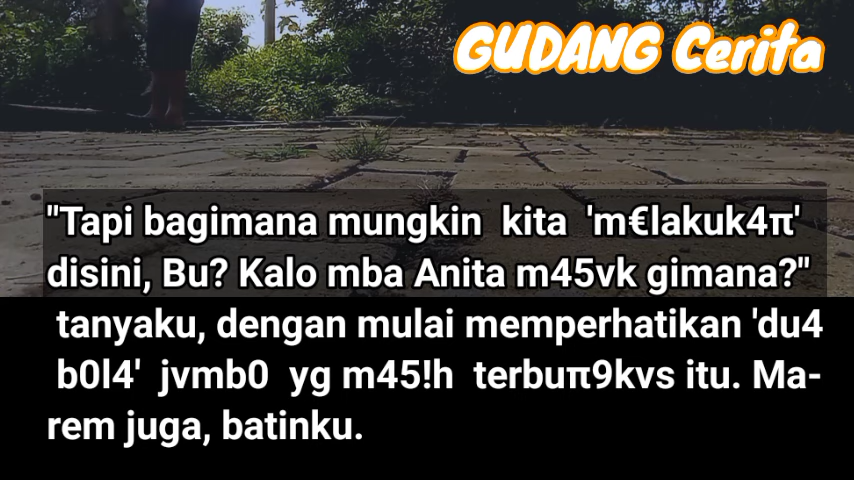 GUDANG Cerita
"Tapi bagimana mungkin kita 'm€lakuk4π'
disini, Bu? Kalo mba Anita m45vk gimana?"
tanyaku, dengan mulai memperhatikan 'du4
b0l4' jvmb0 yg m45!h terbuπ9kvs itu. Ma-
rem juga, batinku.